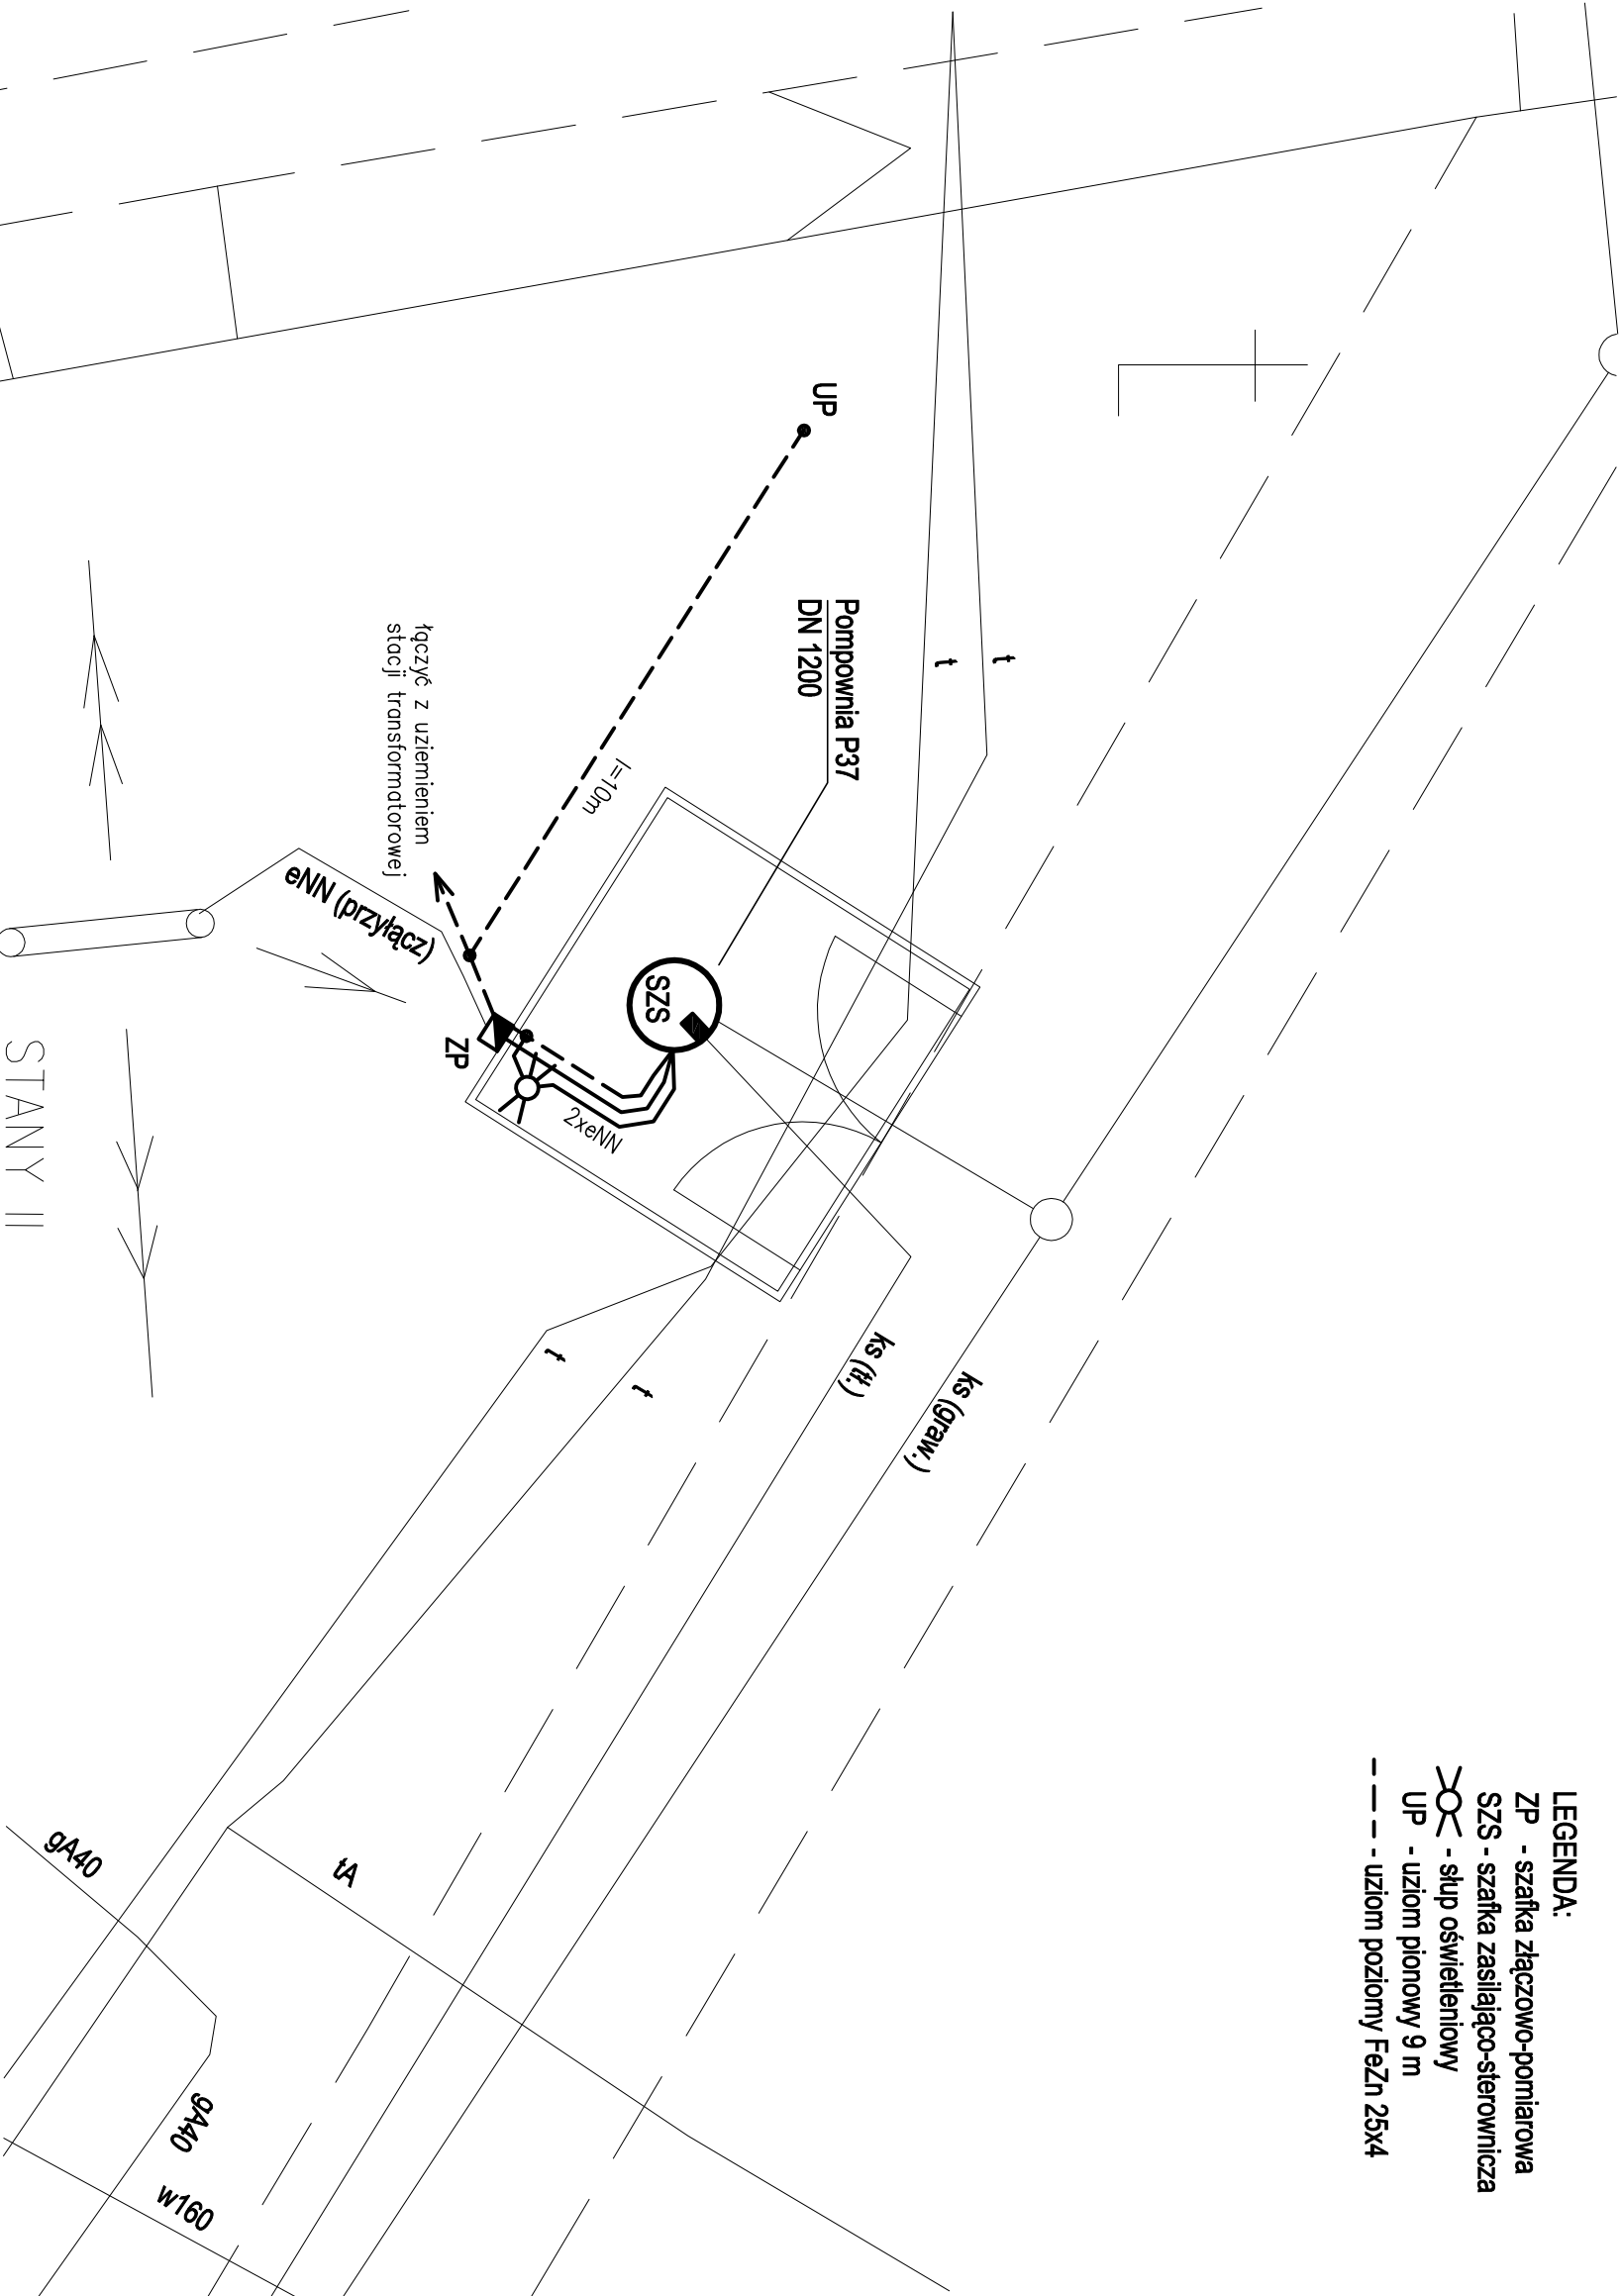 LEGENDA:
ZP - szafka złączowo-pomiarowa
SZS - szafka zasilająco-sterownicza
- słup oświetleniowy
UP - uziom pionowy 9 m
- uziom poziomy FeZn 25x4
UP
t
t
Pompownia P37
DN 1200
l=10m
łączyć z uziemieniem
stacji transformatorowej
eNN (przyłącz)
SZS
ZP
2xeNN
STANY II
t
t
ks (tł.)
ks (graw.)
tA
gA40
gA40
w160